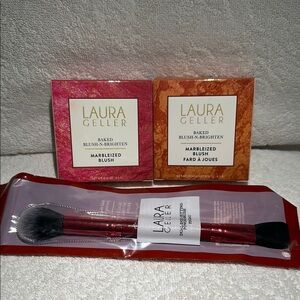 LAURA
GELLER
BAKED
BLUSH-N-BRIGHTEN
MARBLEIZED
BLUSH
LAURA
GELLER
BAKED
BLUSH-N-BRIGHTEN
MARBLEIZED
BLUSH
FARD À JOUES
LAURA
GELLER